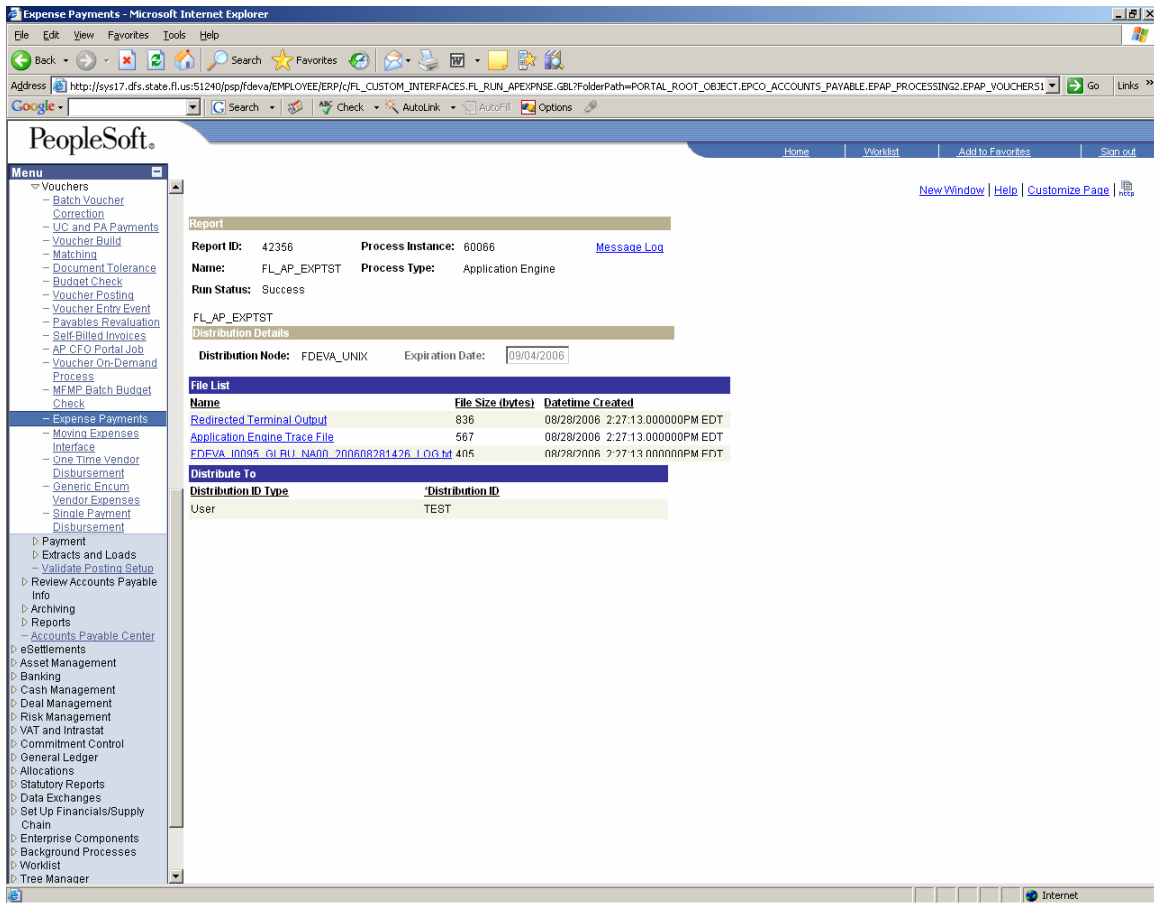 Expense Payments - Microsoft Internet Explorer
File Edit View Favorites Tools Help
Back Search Favorites
Address http://sys17.dfs.state.fl.us:51240/psp/fdeva/EMPLOYEE/ERP/c/FL_CUSTOM_INTERFACES.FL_RUN_APEXPNSE.GBL?FolderPath=PORTAL_ROOT_OBJECT.EPCO_ACCOUNTS_PAYABLE.EPAP_PROCESSING2.EPAP_VOUCHERS1 Go Links »
Google Search Check AutoLink AutoFill Options
PeopleSoft.
Home Worklist Add to Favorites Sign out
New Window | Help | Customize Page | http
Menu
Vouchers
– Batch Voucher
Correction
– UC and PA Payments
– Voucher Build
– Matching
– Document Tolerance
– Budget Check
– Voucher Posting
– Voucher Entry Event
– Payables Revaluation
– Self-Billed Invoices
– AP CFO Portal Job
– Voucher On-Demand
Process
– MFMP Batch Budget
Check
– Expense Payments
– Moving Expenses
Interface
– One Time Vendor
Disbursement
– Generic Encum
Vendor Expenses
– Single Payment
Disbursement
Payment
Extracts and Loads
– Validate Posting Setup
Review Accounts Payable
Info
Archiving
Reports
– Accounts Payable Center
eSettlements
Asset Management
Banking
Cash Management
Deal Management
Risk Management
VAT and Intrastat
Commitment Control
General Ledger
Allocations
Statutory Reports
Data Exchanges
Set Up Financials/Supply
Chain
Enterprise Components
Background Processes
Worklist
Tree Manager
Report
Report ID: 42356 Process Instance: 60066 Message Log
Name: FL_AP_EXPTST Process Type: Application Engine
Run Status: Success
FL_AP_EXPTST
Distribution Details
Distribution Node: FDEVA_UNIX Expiration Date: 09/04/2006
File List
Name File Size (bytes) Datetime Created
Redirected Terminal Output 836 08/28/2006 2:27:13.000000PM EDT
Application Engine Trace File 567 08/28/2006 2:27:13.000000PM EDT
FDEVA_I0095_GLBU_NA00_200608281426_LOG.txt 405 08/28/2006 2:27:13.000000PM EDT
Distribute To
Distribution ID Type *Distribution ID
User TEST
Internet